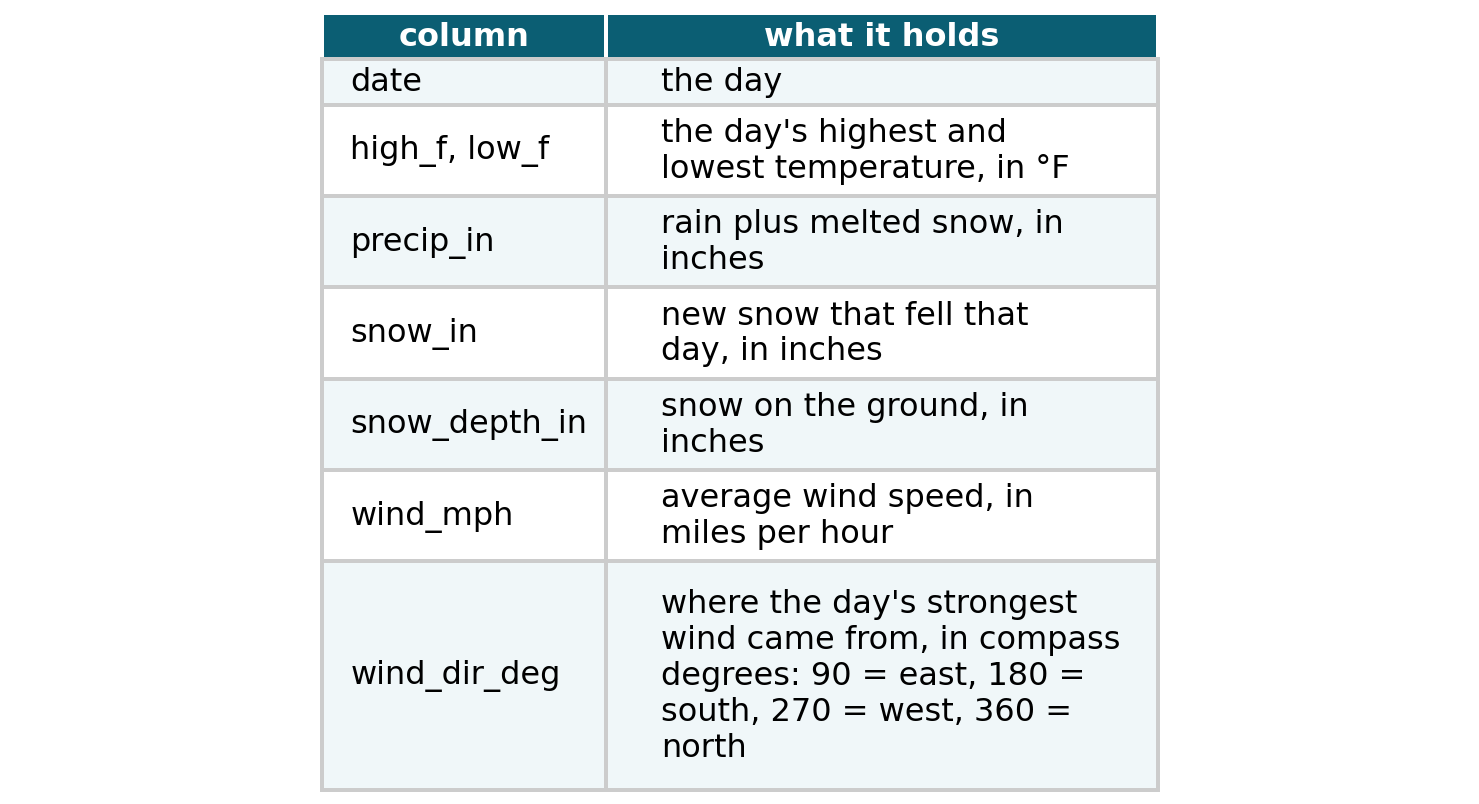 column what it holds
date the day
high_f, low_f the day's highest and
lowest temperature, in °F
precip_in rain plus melted snow, in
inches
snow_in new snow that fell that
day, in inches
snow_depth_in snow on the ground, in
inches
wind_mph average wind speed, in
miles per hour
wind_dir_deg where the day's strongest
wind came from, in compass
degrees: 90 = east, 180 =
south, 270 = west, 360 =
north